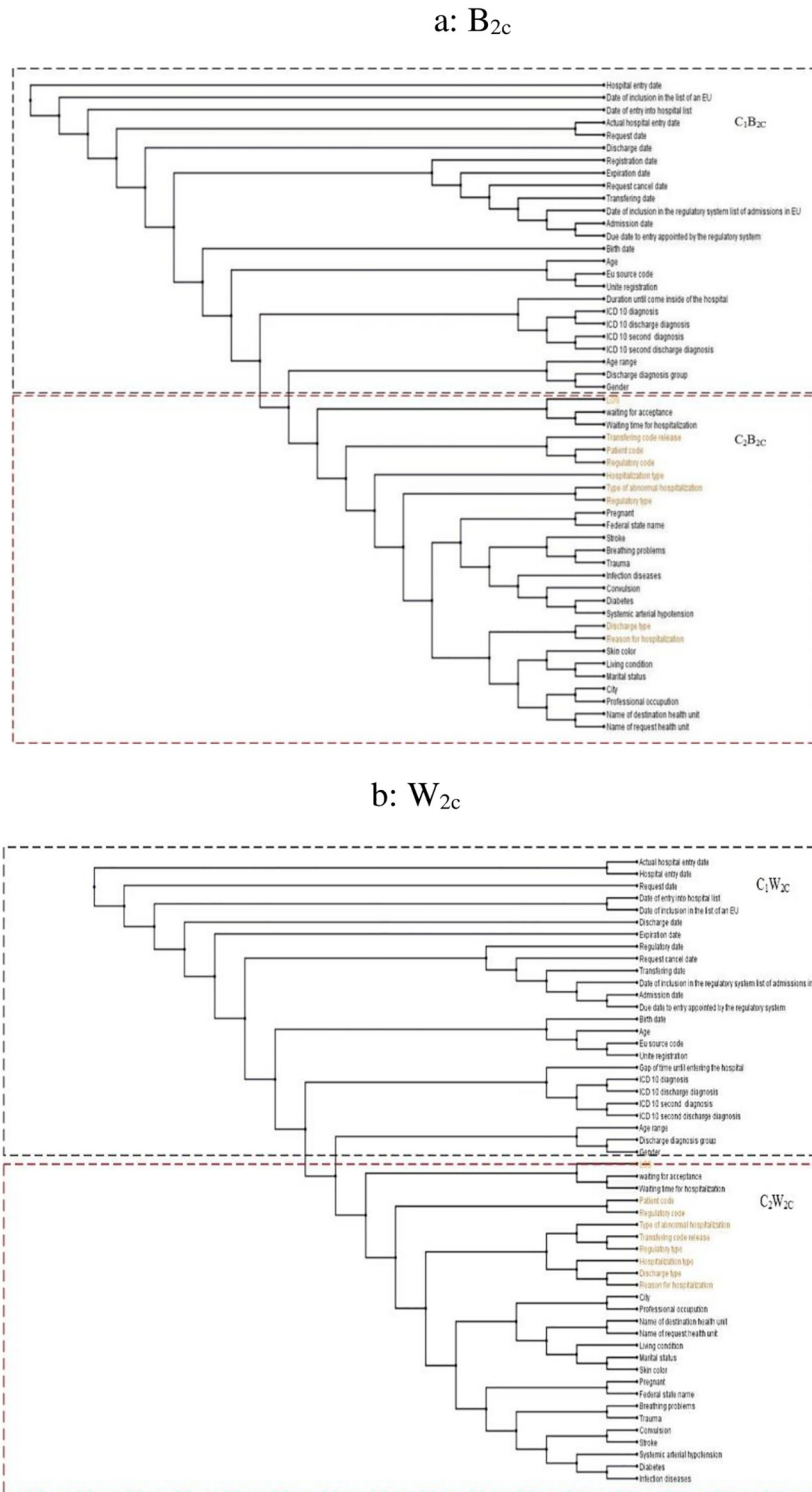 a: B2c
Hospital entry date
Date of inclusion in the list of an EU
Date of entry into hospital list
Actual hospital entry date
C1B2C
Request date
Discharge date
Registration date
Expiration date
Request cancel date
Transfering date
Date of inclusion in the regulatory system list of admissions in EU
Admission date
Due date to entry appointed by the regulatory system
Birth date
Age
Eu source code
Unite registration
Duration until come inside of the hospital
ICD 10 diagnosis
ICD 10 discharge diagnosis
ICD 10 second diagnosis
ICD 10 second discharge diagnosis
Age range
Discharge diagnosis group
Gender
waiting for acceptance
Waiting time for hospitalization
Transfering code release
C2B2C
Patient code
Regulatory code
Hospitalization type
Type of abnormal hospitalization
Regulatory type
Pregnant
Federal state name
Stroke
Breathing problems
Trauma
Infection diseases
Convulsion
Diabetes
Systemic arterial hypotension
Discharge type
Reason for hospitalization
Skin color
Living condition
Marital status
City
Professional occupution
Name of destination health unit
Name of request health unit
b: W2c
Actual hospital entry date
Hospital entry date
C1W2C
Request date
Date of entry into hospital list
Date of inclusion in the list of an EU
Discharge date
Expiration date
Regulatory date
Request cancel date
Transfering date
Date of inclusion in the regulatory system list of admissions in
Admission date
Due date to entry appointed by the regulatory system
Birth date
Age
Eu source code
Unite registration
Gap of time until entering the hospital
ICD 10 diagnosis
ICD 10 discharge diagnosis
ICD 10 second diagnosis
ICD 10 second discharge diagnosis
Age range
Discharge diagnosis group
Gender
waiting for acceptance
Waiting time for hospitalization
Patient code
C2W2C
Regulatory code
Type of abnormal hospitalization
Transfering code release
Regulatory type
Hospitalization type
Discharge type
Reason for hospitalization
City
Professional occupution
Name of destination health unit
Name of request health unit
Living condition
Marital status
Skin color
Pregnant
Federal state name
Breathing problems
Trauma
Convulsion
Stroke
Systemic arterial hypotension
Diabetes
Infection diseases